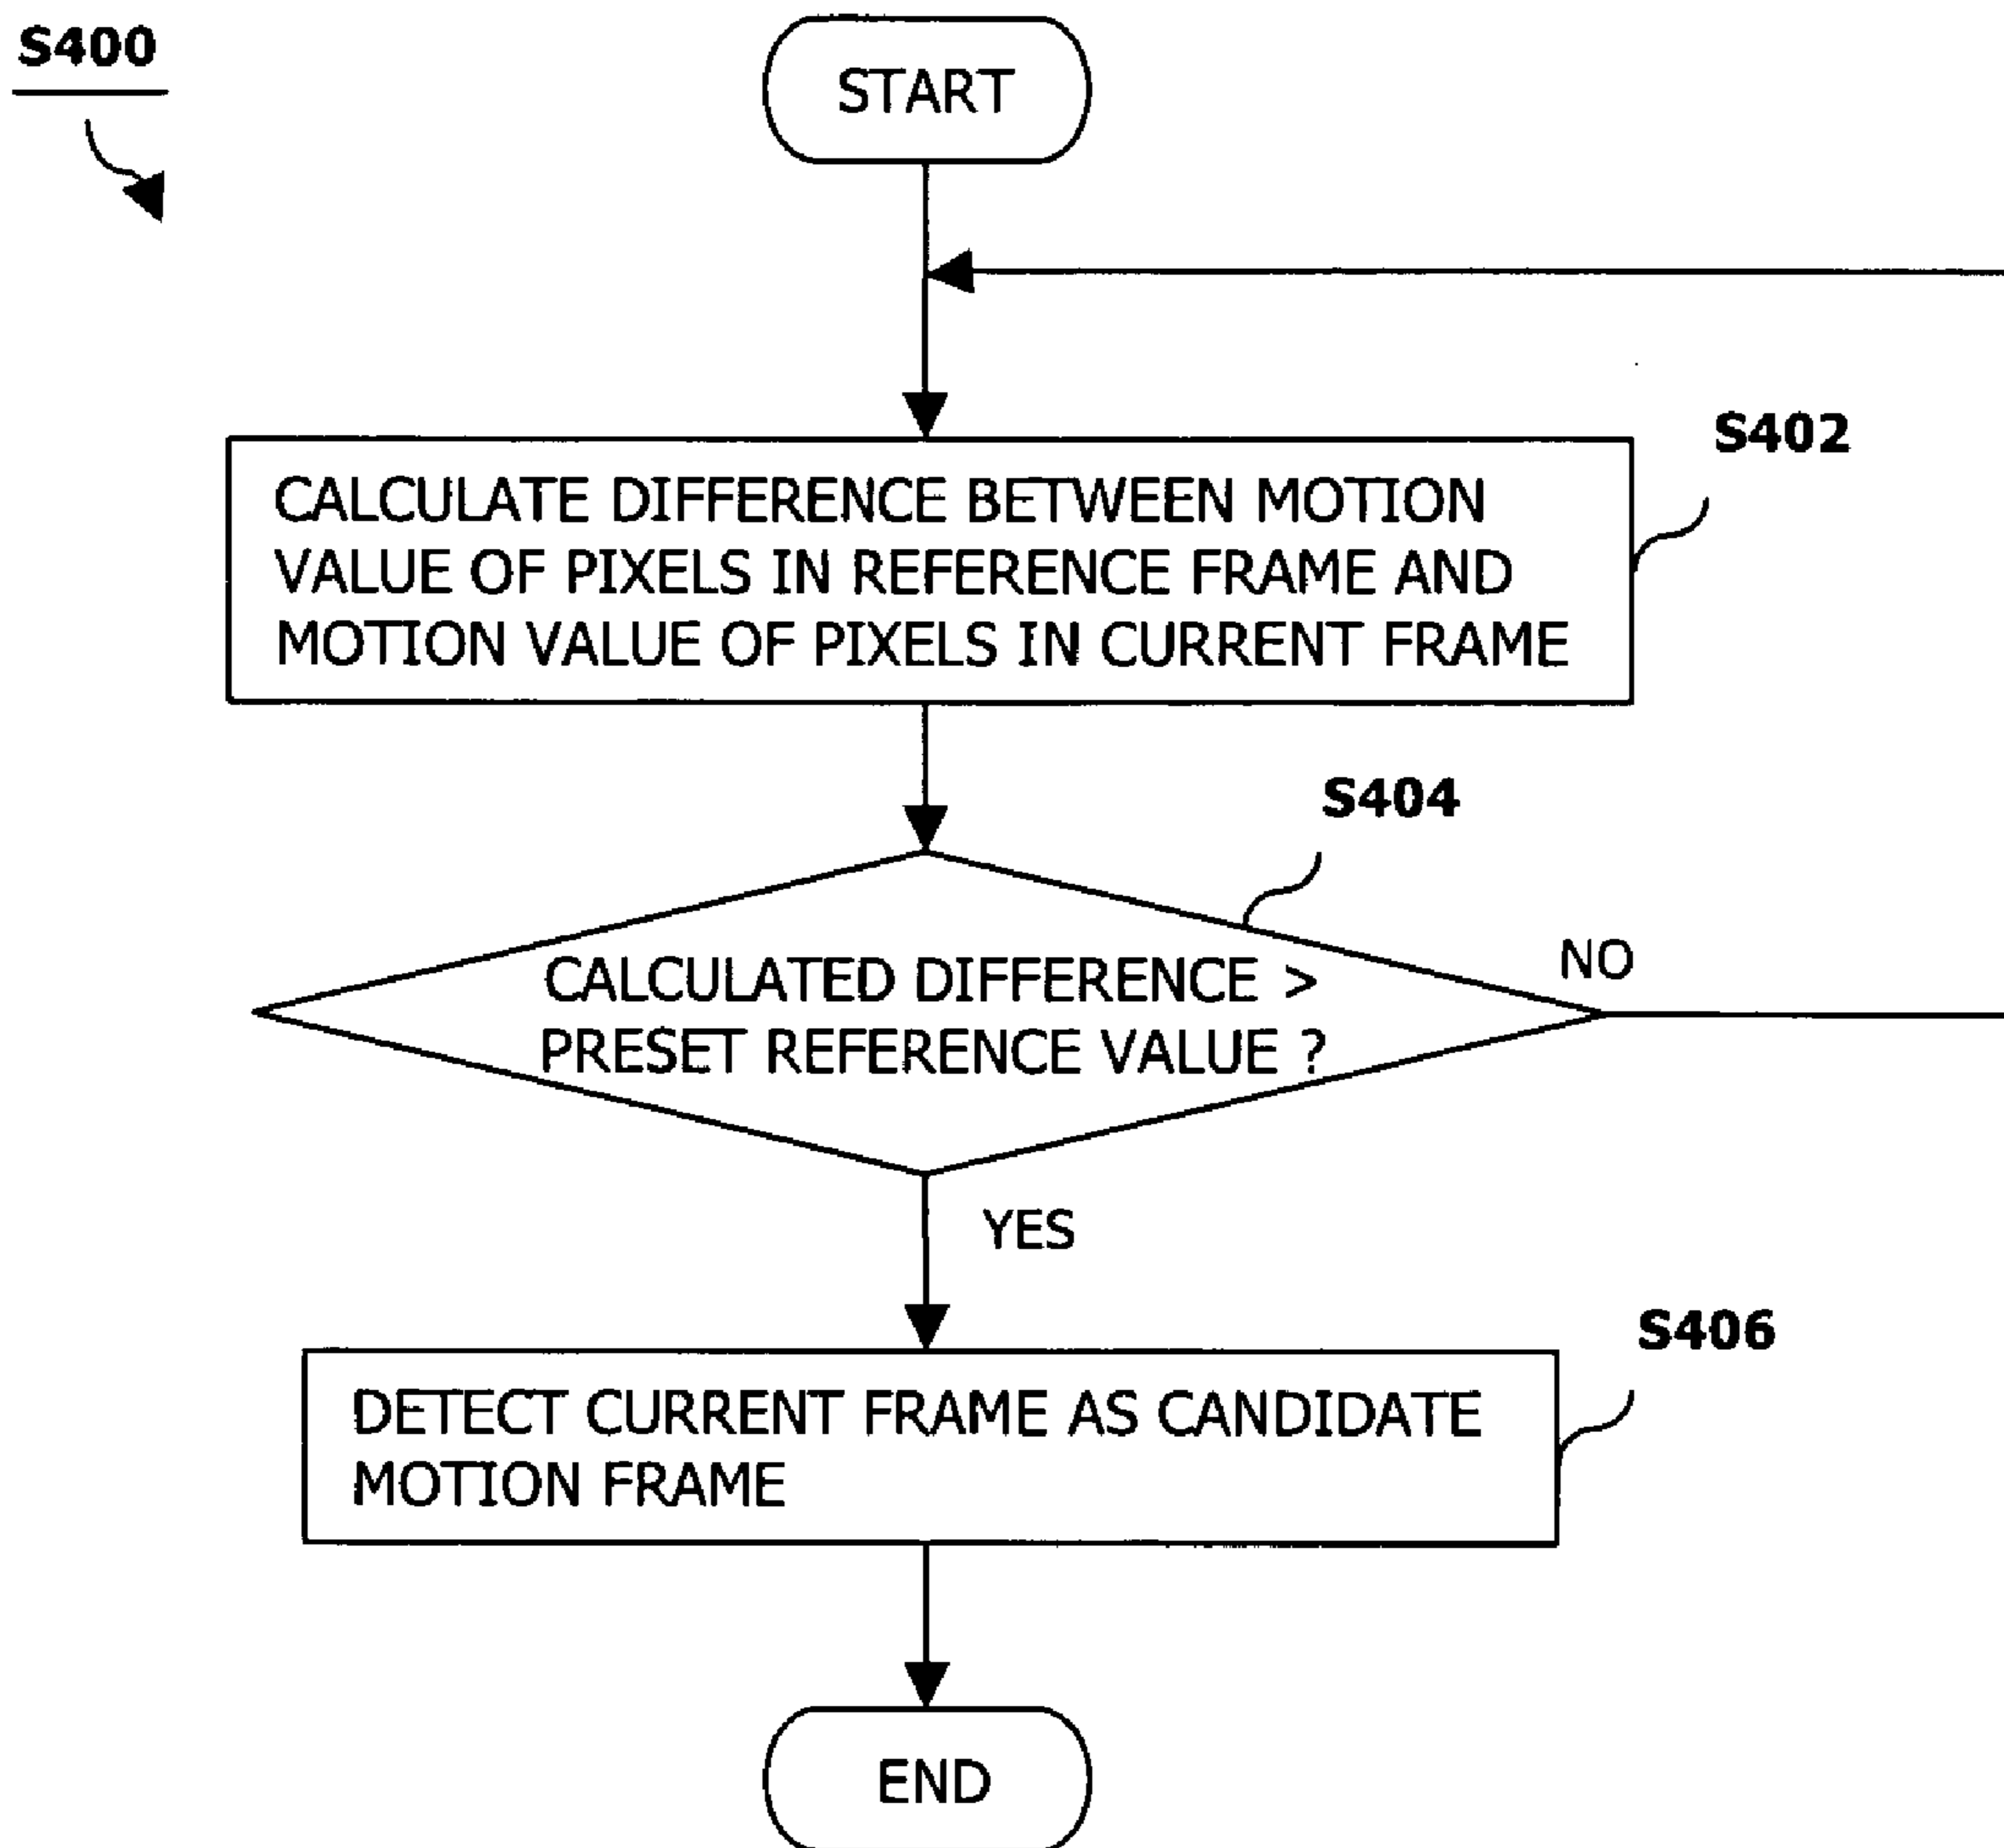 S400
START
S402
CALCULATE DIFFERENCE BETWEEN MOTION
VALUE OF PIXELS IN REFERENCE FRAME AND
MOTION VALUE OF PIXELS IN CURRENT FRAME
S404
NO
CALCULATED DIFFERENCE >
PRESET REFERENCE VALUE ?
YES
S406
DETECT CURRENT FRAME AS CANDIDATE
MOTION FRAME
END